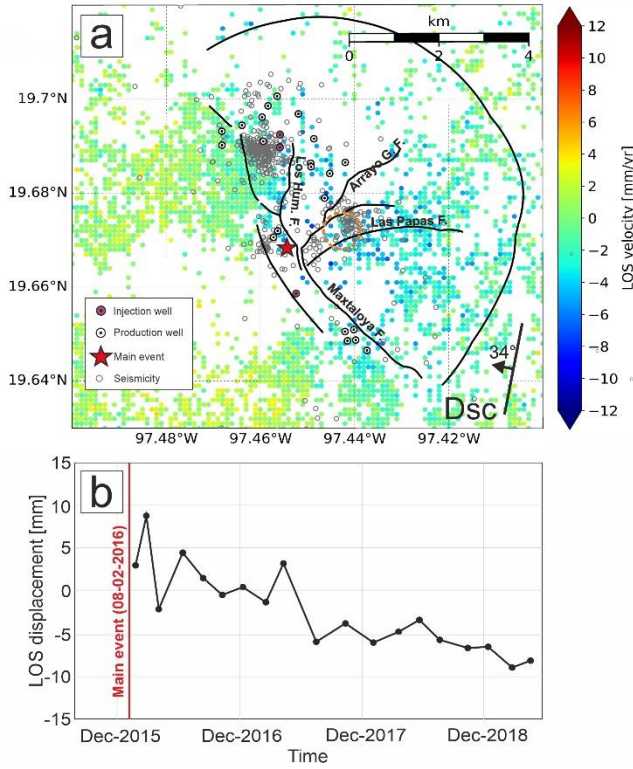 a
km
0 2 4
19.7°N
19.68°N
19.66°N
19.64°N
97.48°W 97.46°W 97.44°W 97.42°W
Los Hum. F.
Arrayo G. F.
Las Papas F.
Maxtaloya F.
Injection well
Production well
Main event
Seismicity
34°
Dsc
12
10
8
6
4
2
0
−2
−4
−6
−8
−10
−12
LOS velocity [mm/yr]
b
15
10
5
0
-5
-10
-15
LOS displacement [mm]
Main event (08-02-2016)
Dec-2015 Dec-2016 Dec-2017 Dec-2018
Time